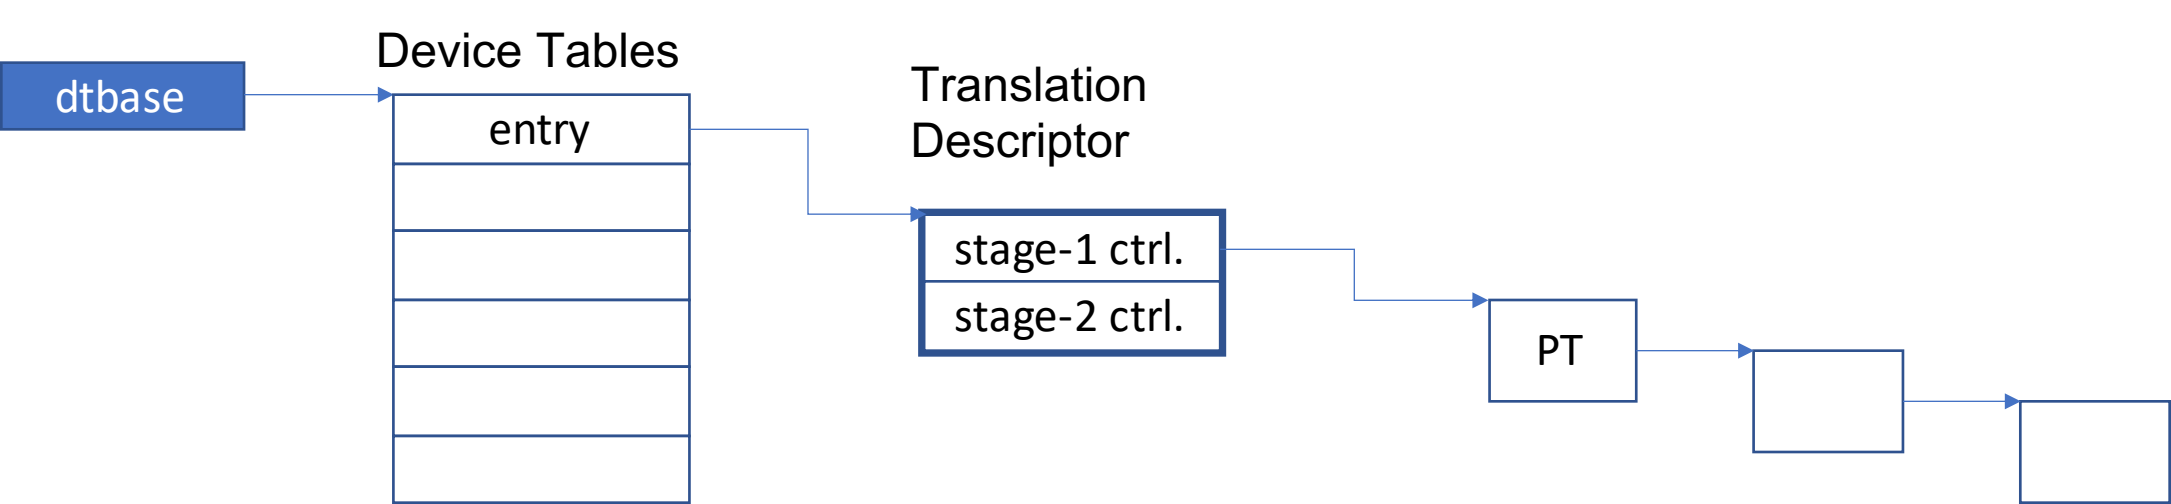 Device Tables
dtbase
entry
Translation
Descriptor
stage-1 ctrl.
stage-2 ctrl.
PT